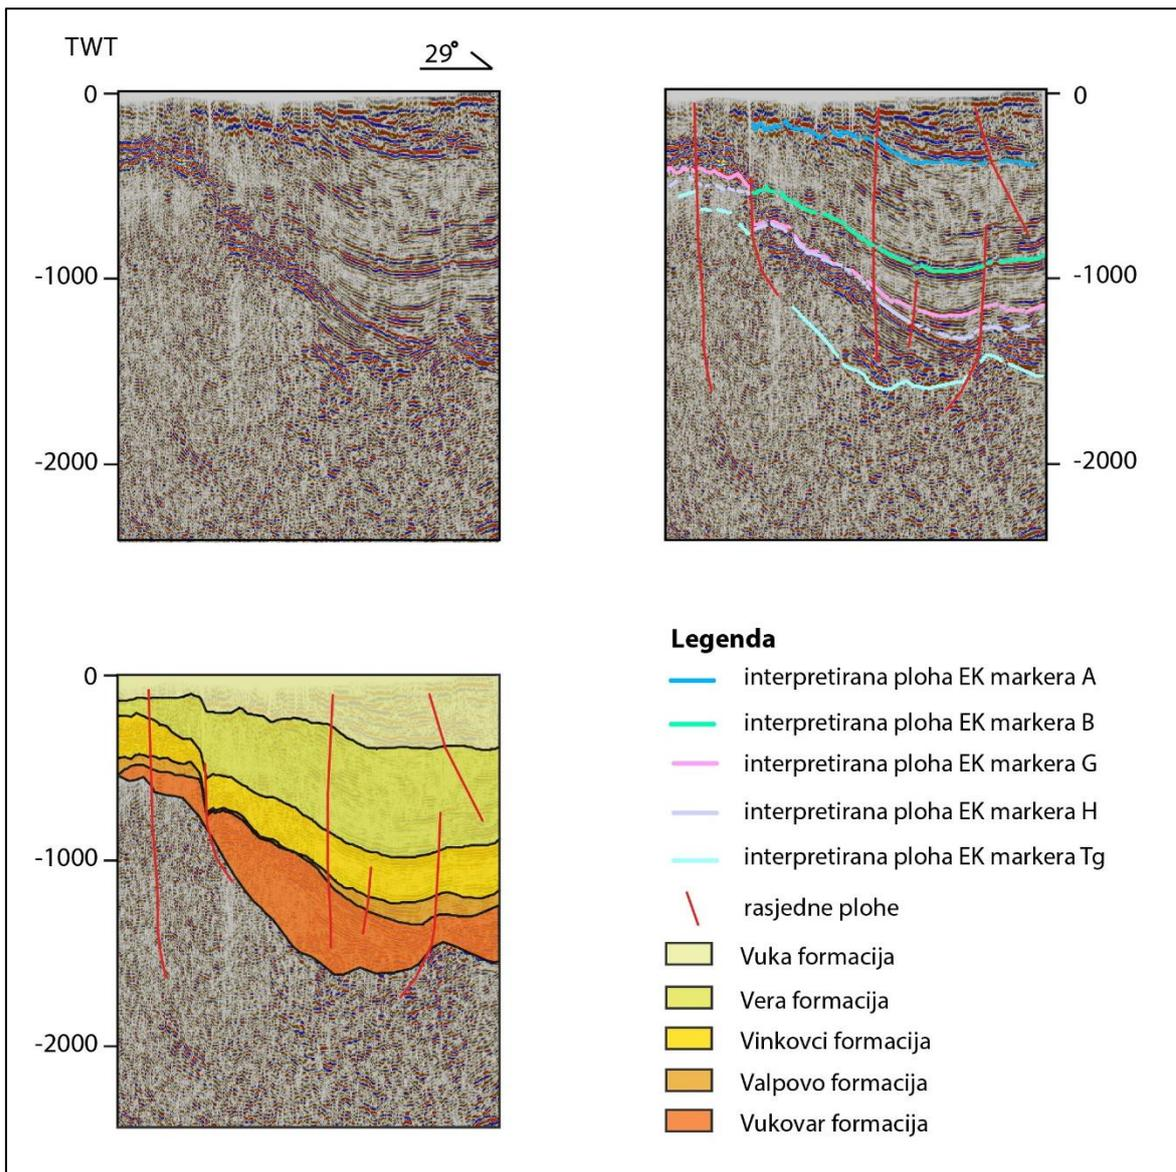 TWT
29°
0
-1000
-2000
0
-1000
-2000
0
-1000
-2000
Legenda
interpretirana ploha EK markera A
interpretirana ploha EK markera B
interpretirana ploha EK markera G
interpretirana ploha EK markera H
interpretirana ploha EK markera Tg
rasjedne plohe
Vuka formacija
Vera formacija
Vinkovci formacija
Valpovo formacija
Vukovar formacija